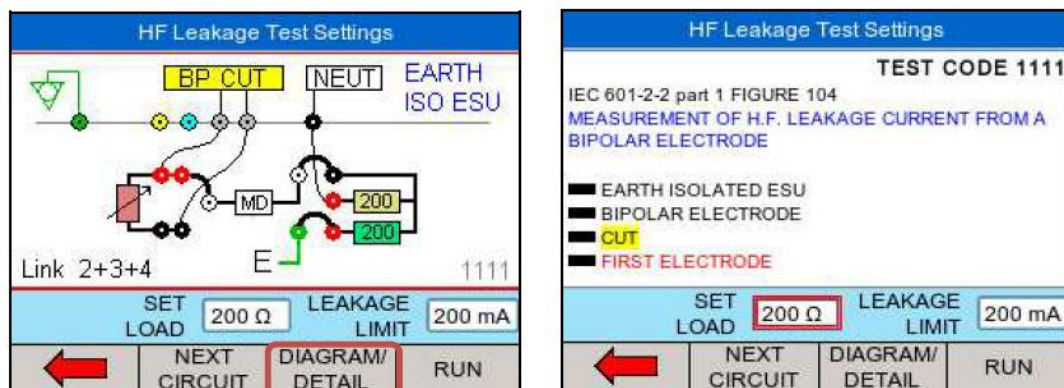 HF Leakage Test Settings
BP CUT NEUT EARTH
ISO ESU
MD
200
200
E
Link 2+3+4
1111
SET LOAD 200 Ω LEAKAGE LIMIT 200 mA
NEXT CIRCUIT DIAGRAM/ DETAIL RUN
HF Leakage Test Settings
TEST CODE 1111
IEC 601-2-2 part 1 FIGURE 104
MEASUREMENT OF H.F. LEAKAGE CURRENT FROM A
BIPOLAR ELECTRODE
EARTH ISOLATED ESU
BIPOLAR ELECTRODE
CUT
FIRST ELECTRODE
SET LOAD 200 Ω LEAKAGE LIMIT 200 mA
NEXT CIRCUIT DIAGRAM/ DETAIL RUN